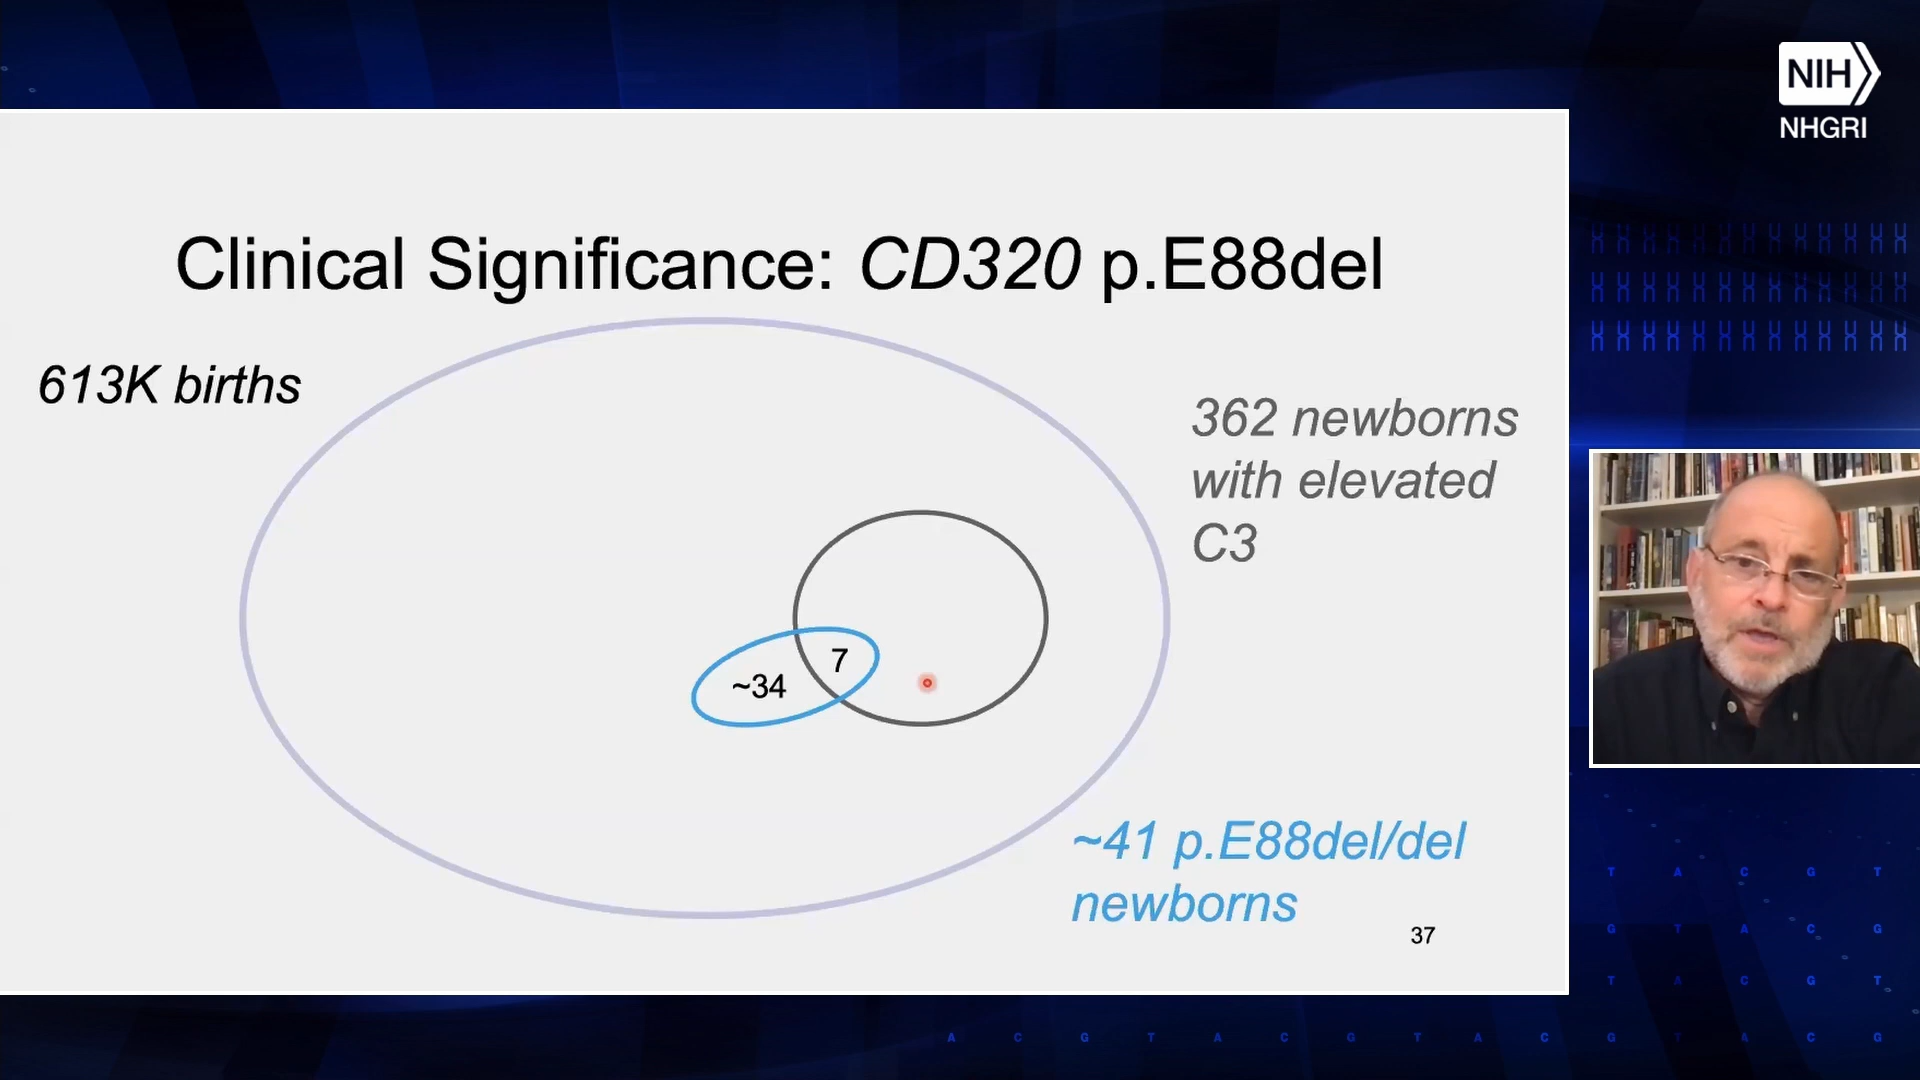 NIH
NHGRI
Clinical Significance: CD320 p.E88del
613K births
362 newborns
with elevated
C3
7
~34
~41 p.E88del/del
newborns
37
T A C G T
G T A C G
T A C G T
A C G T A C G T A C G T A C G